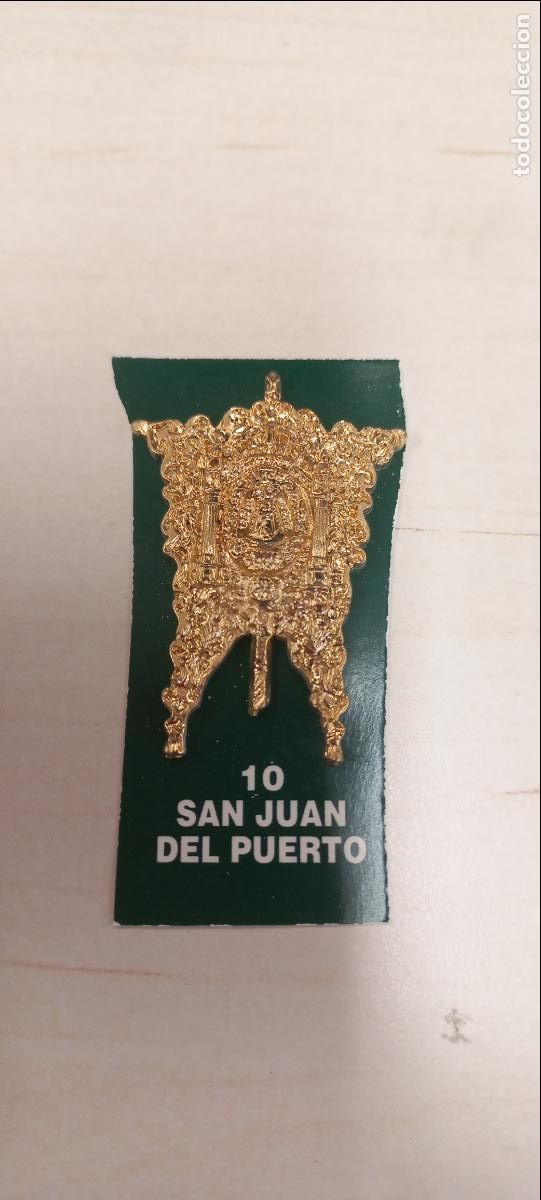 todocoleccion
10
SAN JUAN
DEL PUERTO